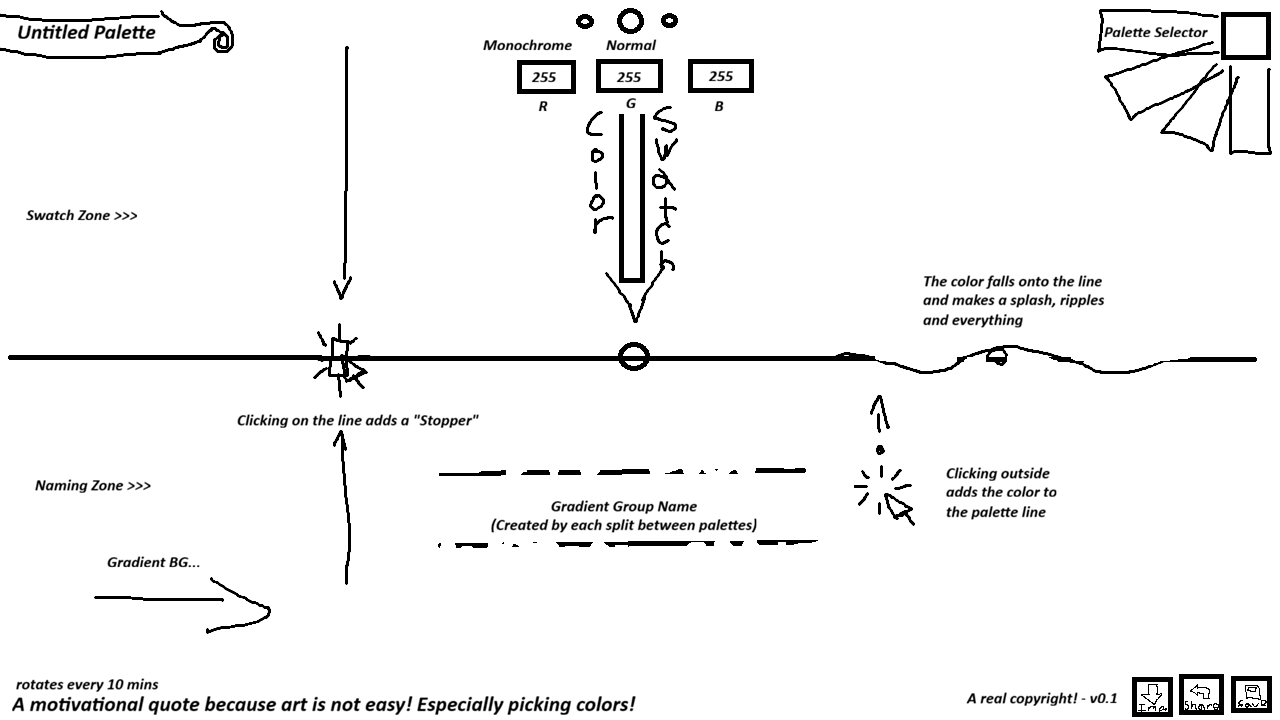 Untitled Palette
Monochrome
Normal
Palette Selector
255
255
255
R
G
B
Color
Swatch
Swatch Zone >>>
The color falls onto the line
and makes a splash, ripples
and everything
Clicking on the line adds a "Stopper"
Naming Zone >>>
Gradient Group Name
(Created by each split between palettes)
Clicking outside
adds the color to
the palette line
Gradient BG...
rotates every 10 mins
A motivational quote because art is not easy! Especially picking colors!
A real copyright! - v0.1
Img
Share
Save